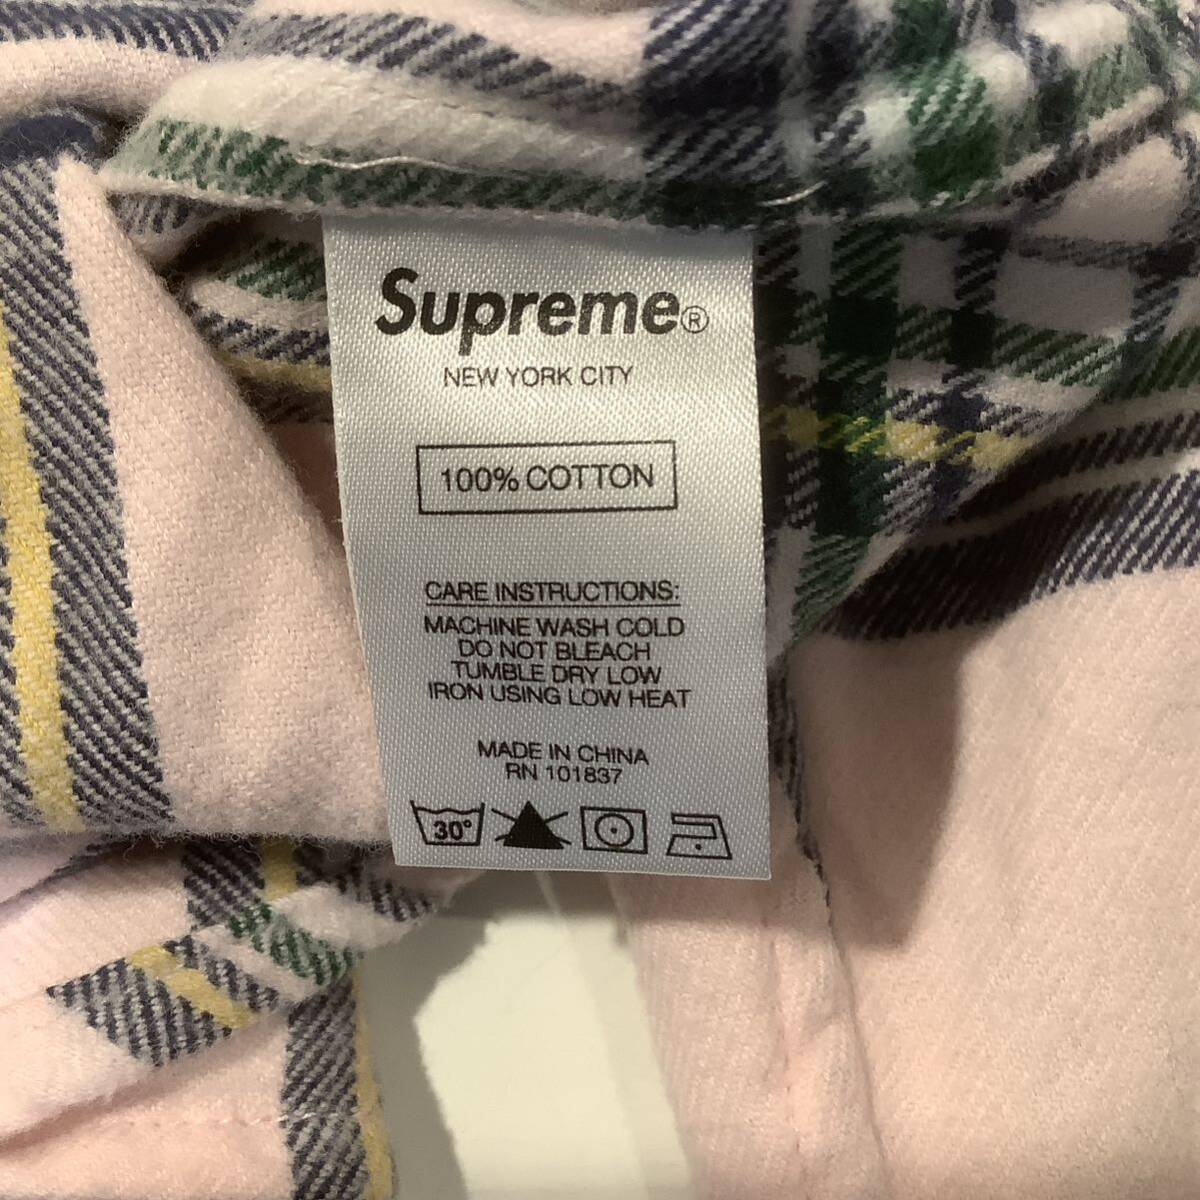 Supreme®
NEW YORK CITY
100% COTTON
CARE INSTRUCTIONS:
MACHINE WASH COLD
DO NOT BLEACH
TUMBLE DRY LOW
IRON USING LOW HEAT
MADE IN CHINA
RN 101837
30°